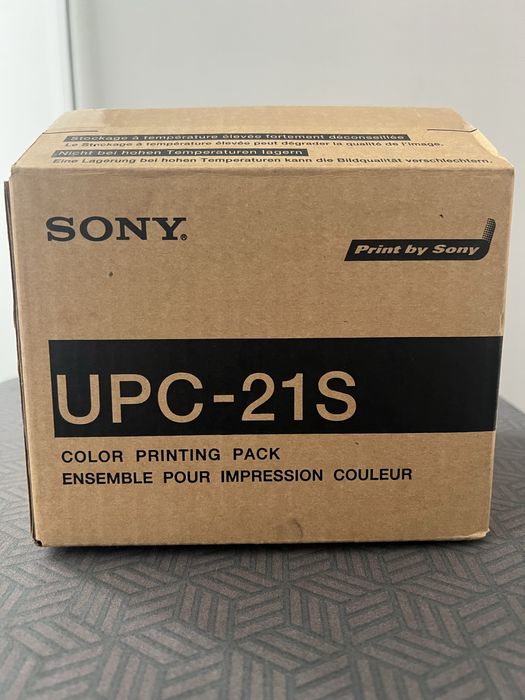 Stockage à température élevée fortement déconseillée
Le Stockage à température élevée peut dégrader la qualité de l'image.
Nicht bei hohen Temperaturen lagern
Eine Lagerung bei hohen Temperaturen kann die Bildqualität verschlechtern.
SONY®
Print by Sony
UPC-21S
COLOR PRINTING PACK
ENSEMBLE POUR IMPRESSION COULEUR